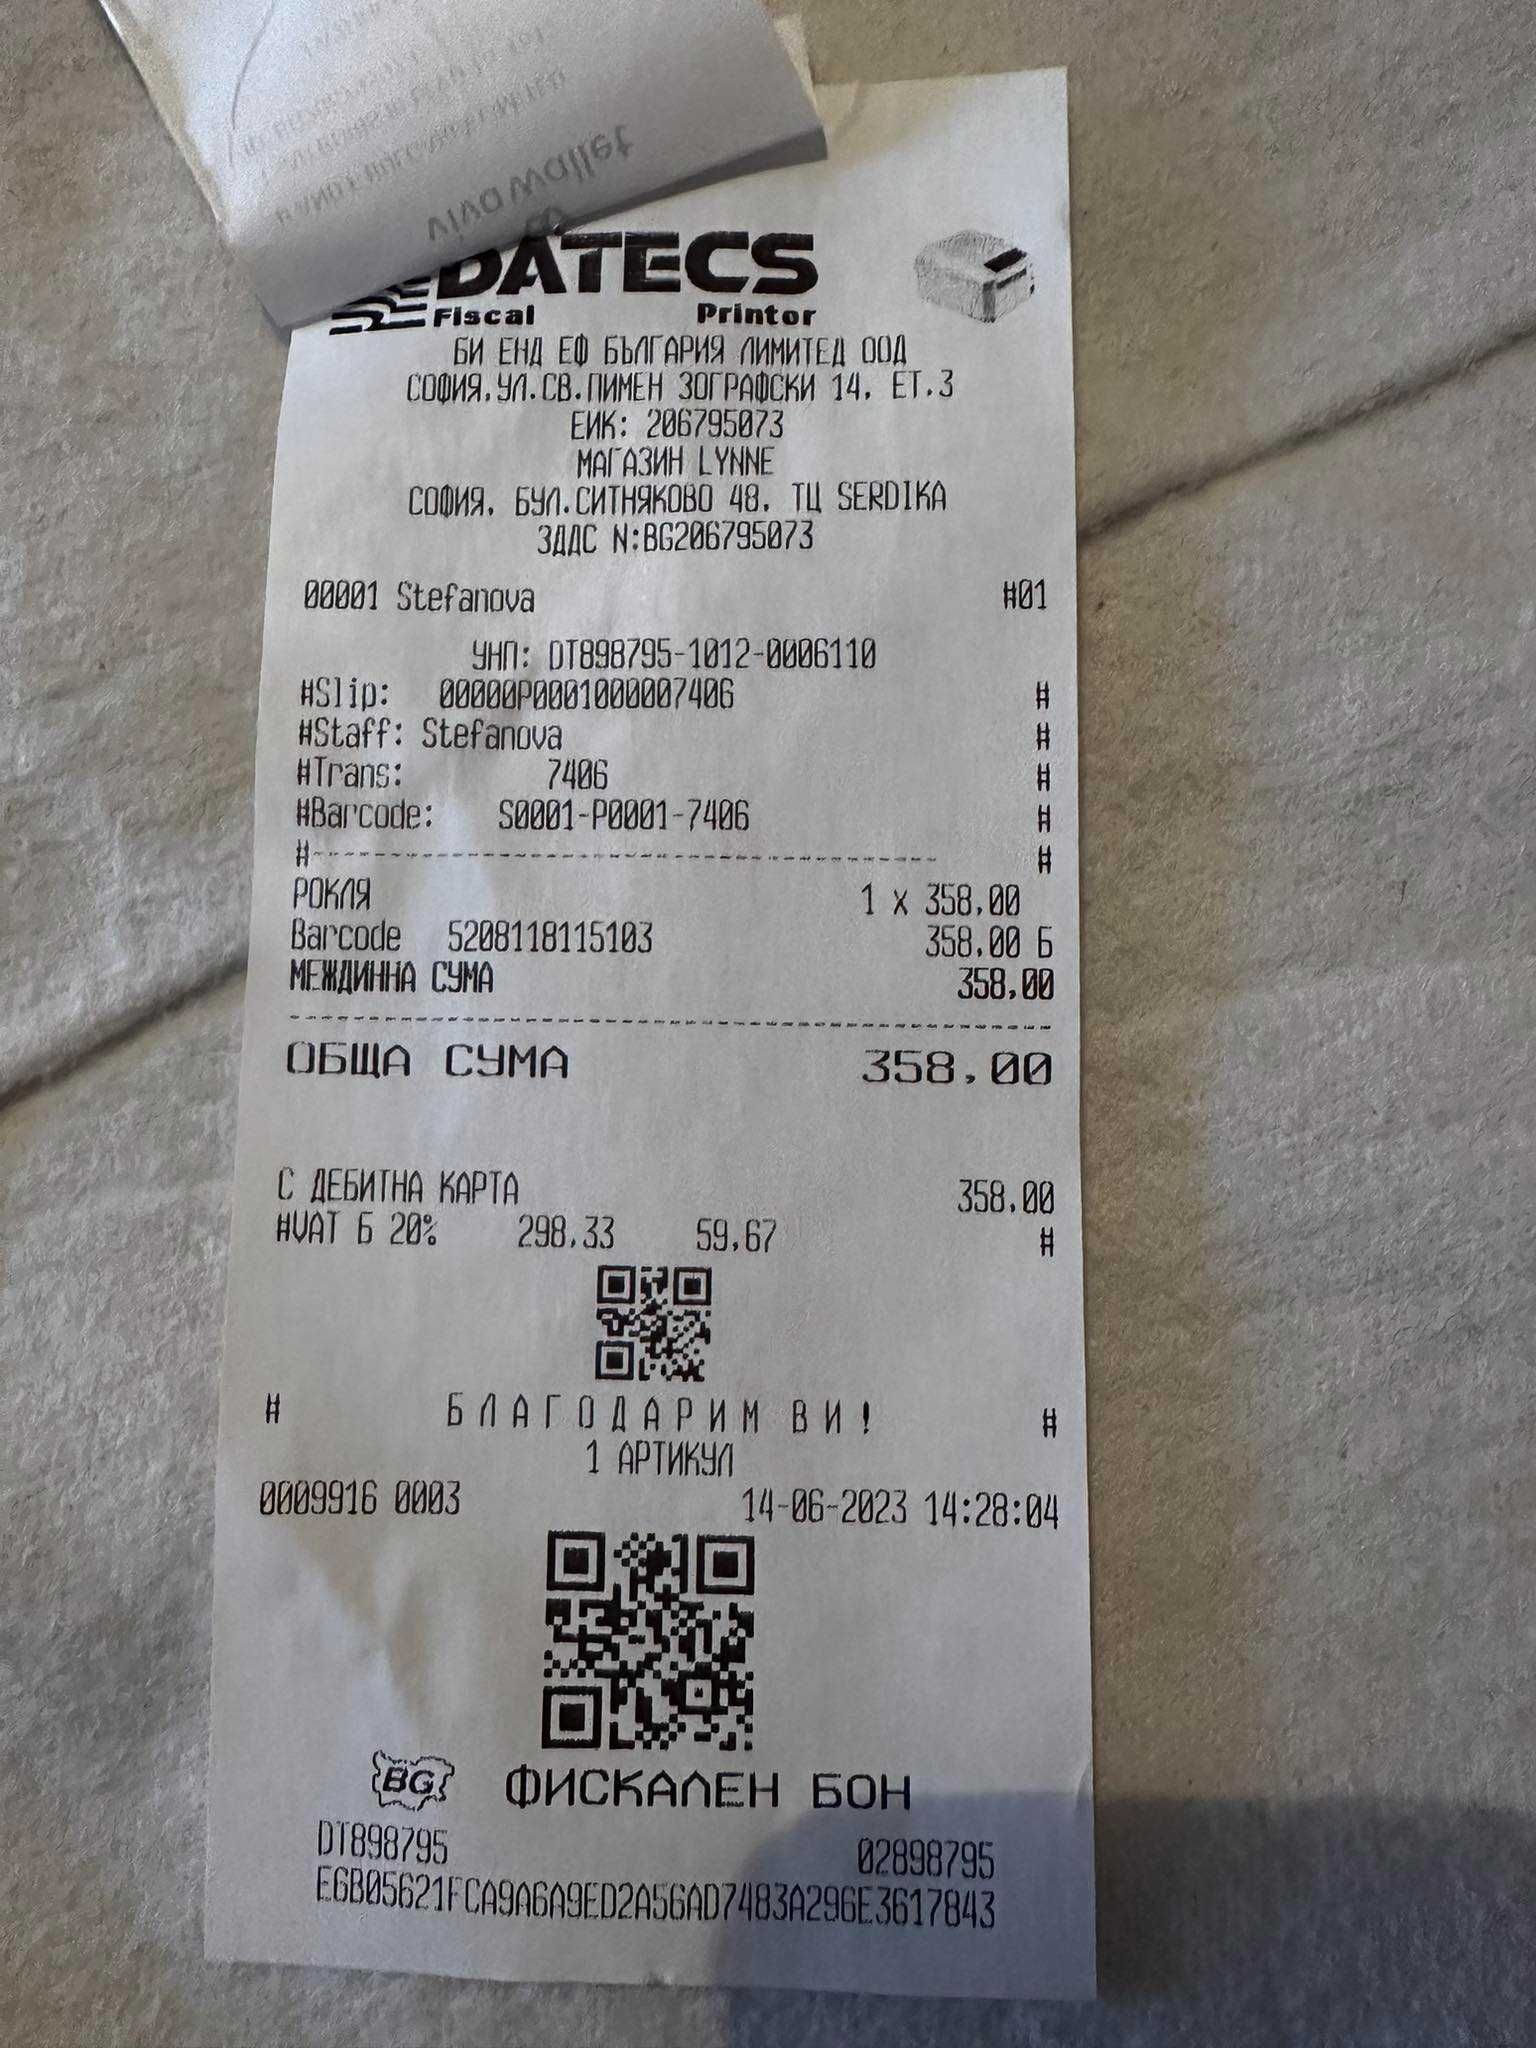 viva wallet
DATECS
Fiscal Printer
БИ ЕНД ЕФ БЪЛГАРИЯ ЛИМИТЕД ООД
СОФИЯ,УЛ.СВ.ПИМЕН ЗОГРАФСКИ 14, ЕТ.3
ЕИК: 206795073
МАГАЗИН LYNNE
СОФИЯ, БУЛ.СИТНЯКОВО 48, ТЦ SERDIKA
ЗДДС N:BG206795073
00001 Stefanova #01
УНП: DT898795-1012-0006110
#Slip: 00000P0001000007406 #
#Staff: Stefanova #
#Trans: 7406 #
#Barcode: S0001-P0001-7406 #
#--------------------------------- #
РОКЛЯ 1 x 358,00
Barcode 5208118115103 358.00 Б
МЕЖДИННА СУМА 358,00
ОБЩА СУМА 358,00
С ДЕБИТНА КАРТА 358.00
#VAT Б 20% 298,33 59,67 #
# БЛАГОДАРИМ ВИ! #
1 АРТИКУЛ
0009916 0003 14-06-2023 14:28:04
BG ФИСКАЛЕН БОН
DT898795 02898795
E6B05621FCA9A6A9ED2A56AD7483A296E3617843